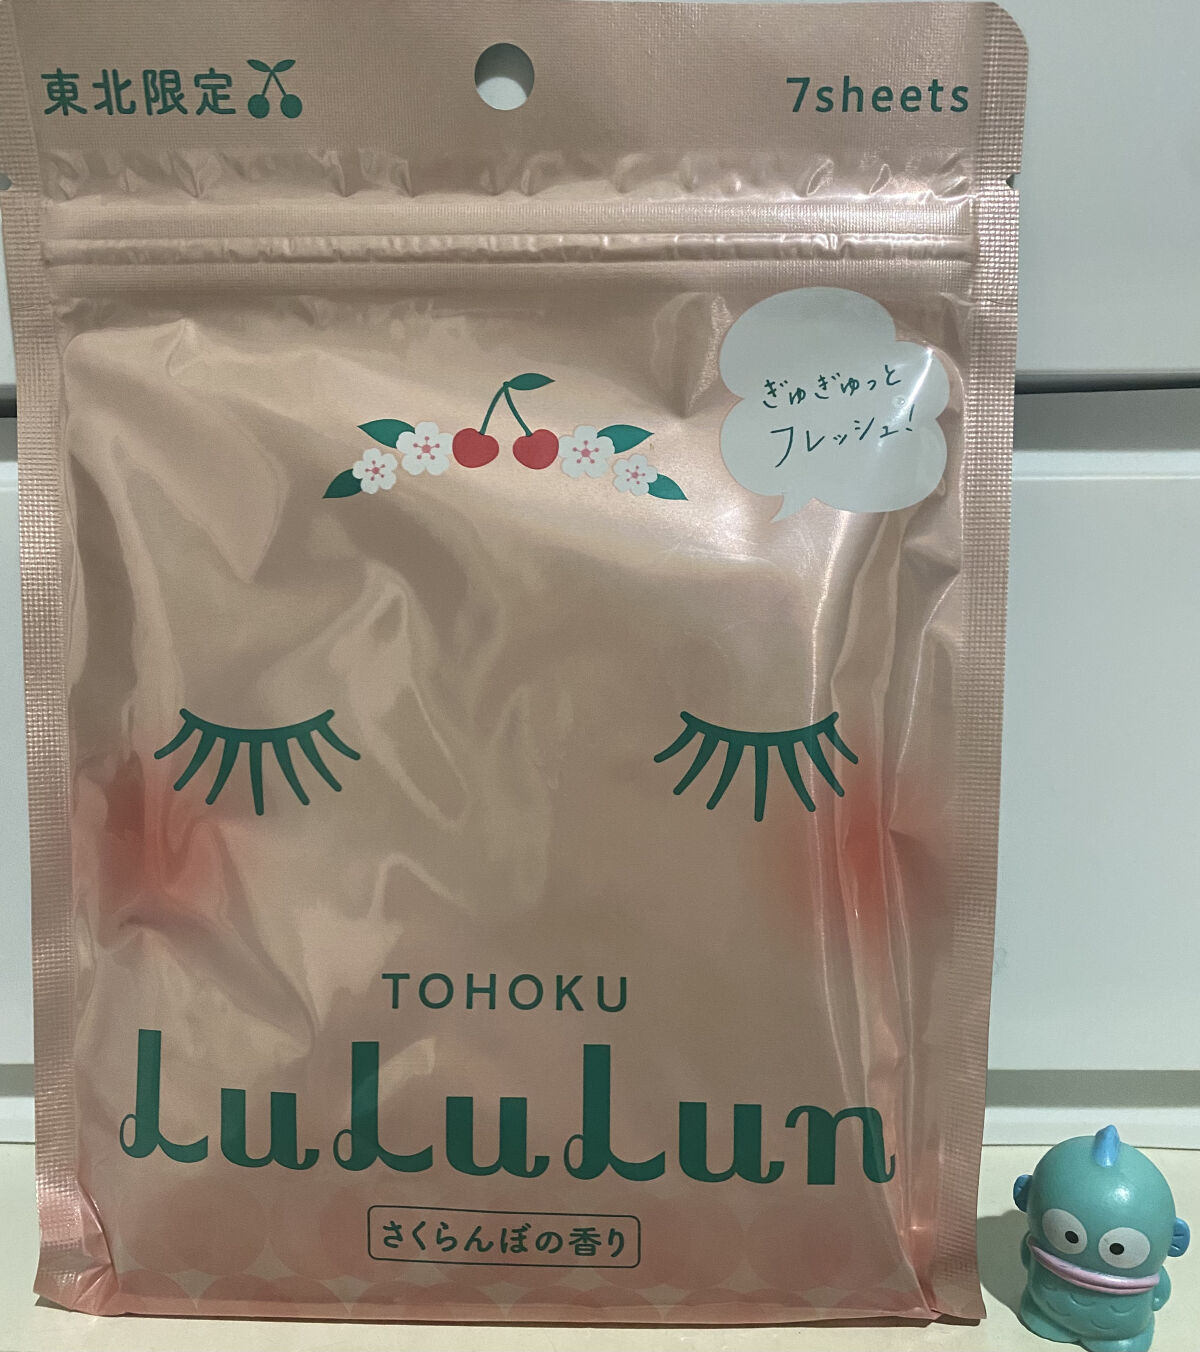 東北限定
7sheets
ぎゅぎゅっと
フレッシュ!
TOHOKU
LuLuLun
さくらんぼの香り